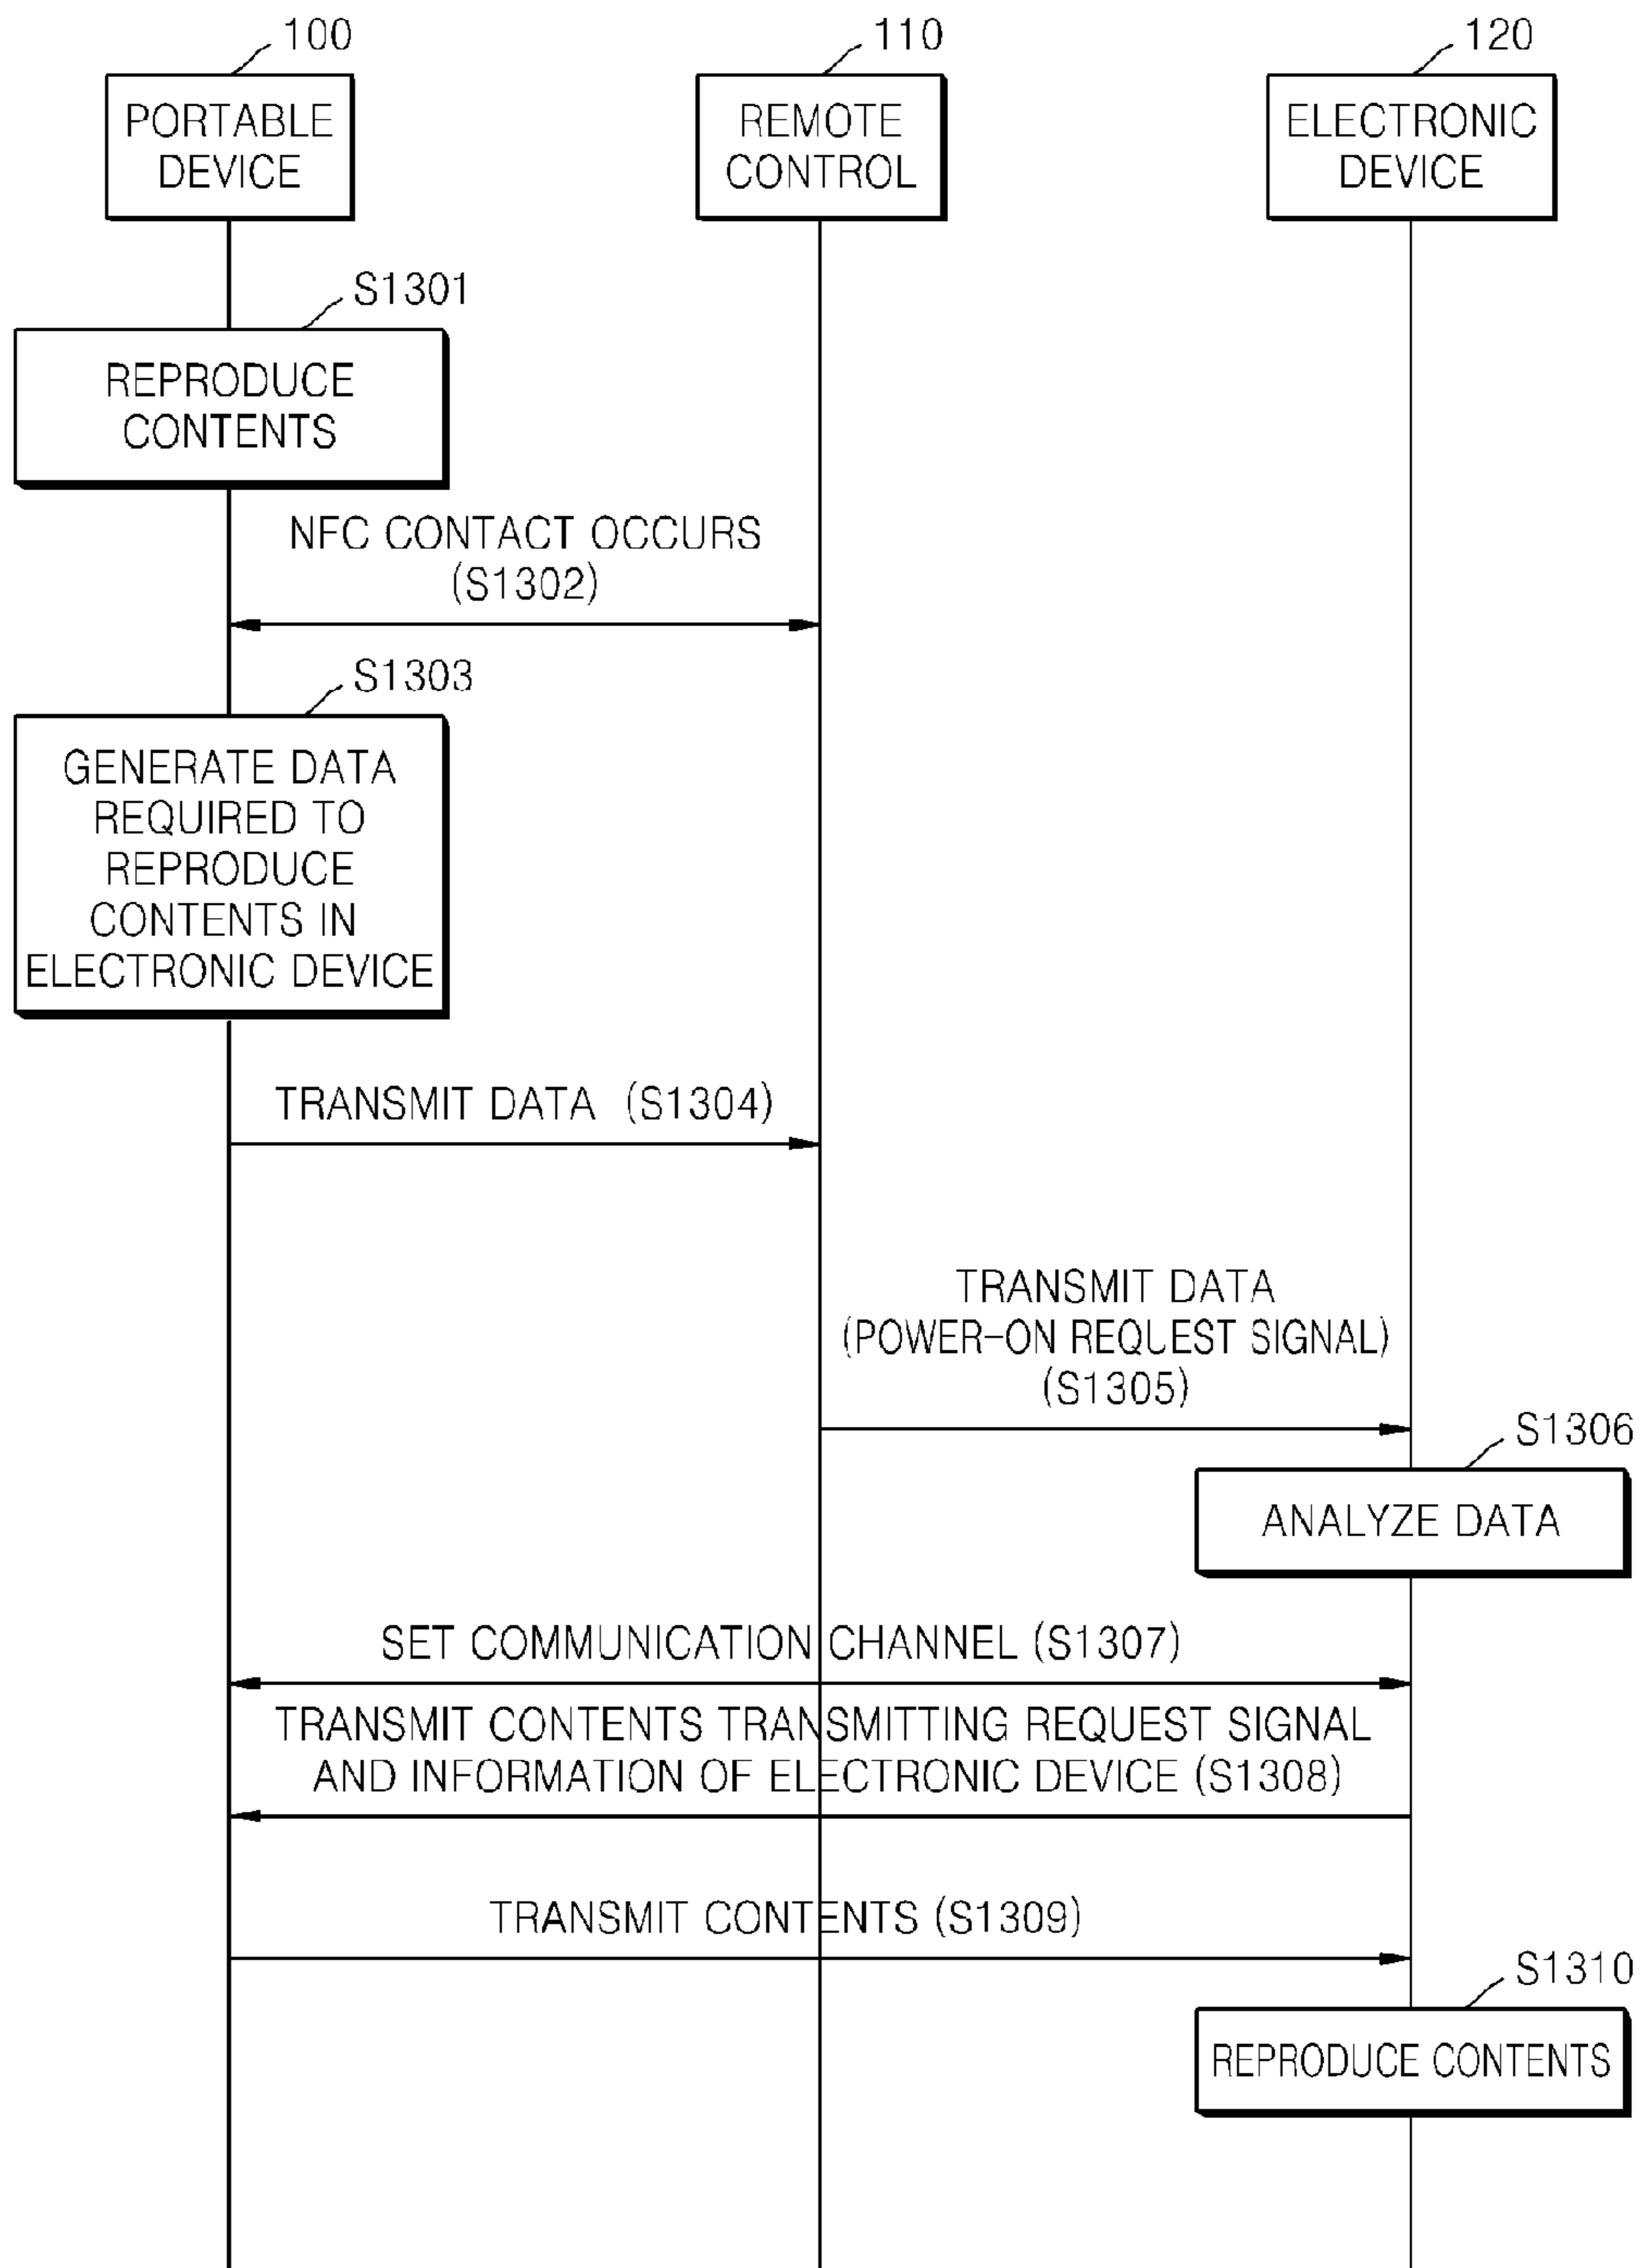 100
110
120
PORTABLE
DEVICE
REMOTE
CONTROL
ELECTRONIC
DEVICE
S1301
REPRODUCE
CONTENTS
NFC CONTACT OCCURS
(S1302)
S1303
GENERATE DATA
REQUIRED TO
REPRODUCE
CONTENTS IN
ELECTRONIC DEVICE
TRANSMIT DATA (S1304)
TRANSMIT DATA
(POWER-ON REQUEST SIGNAL)
(S1305)
S1306
ANALYZE DATA
SET COMMUNICATION CHANNEL (S1307)
TRANSMIT CONTENTS TRANSMITTING REQUEST SIGNAL
AND INFORMATION OF ELECTRONIC DEVICE (S1308)
TRANSMIT CONTENTS (S1309)
S1310
REPRODUCE CONTENTS